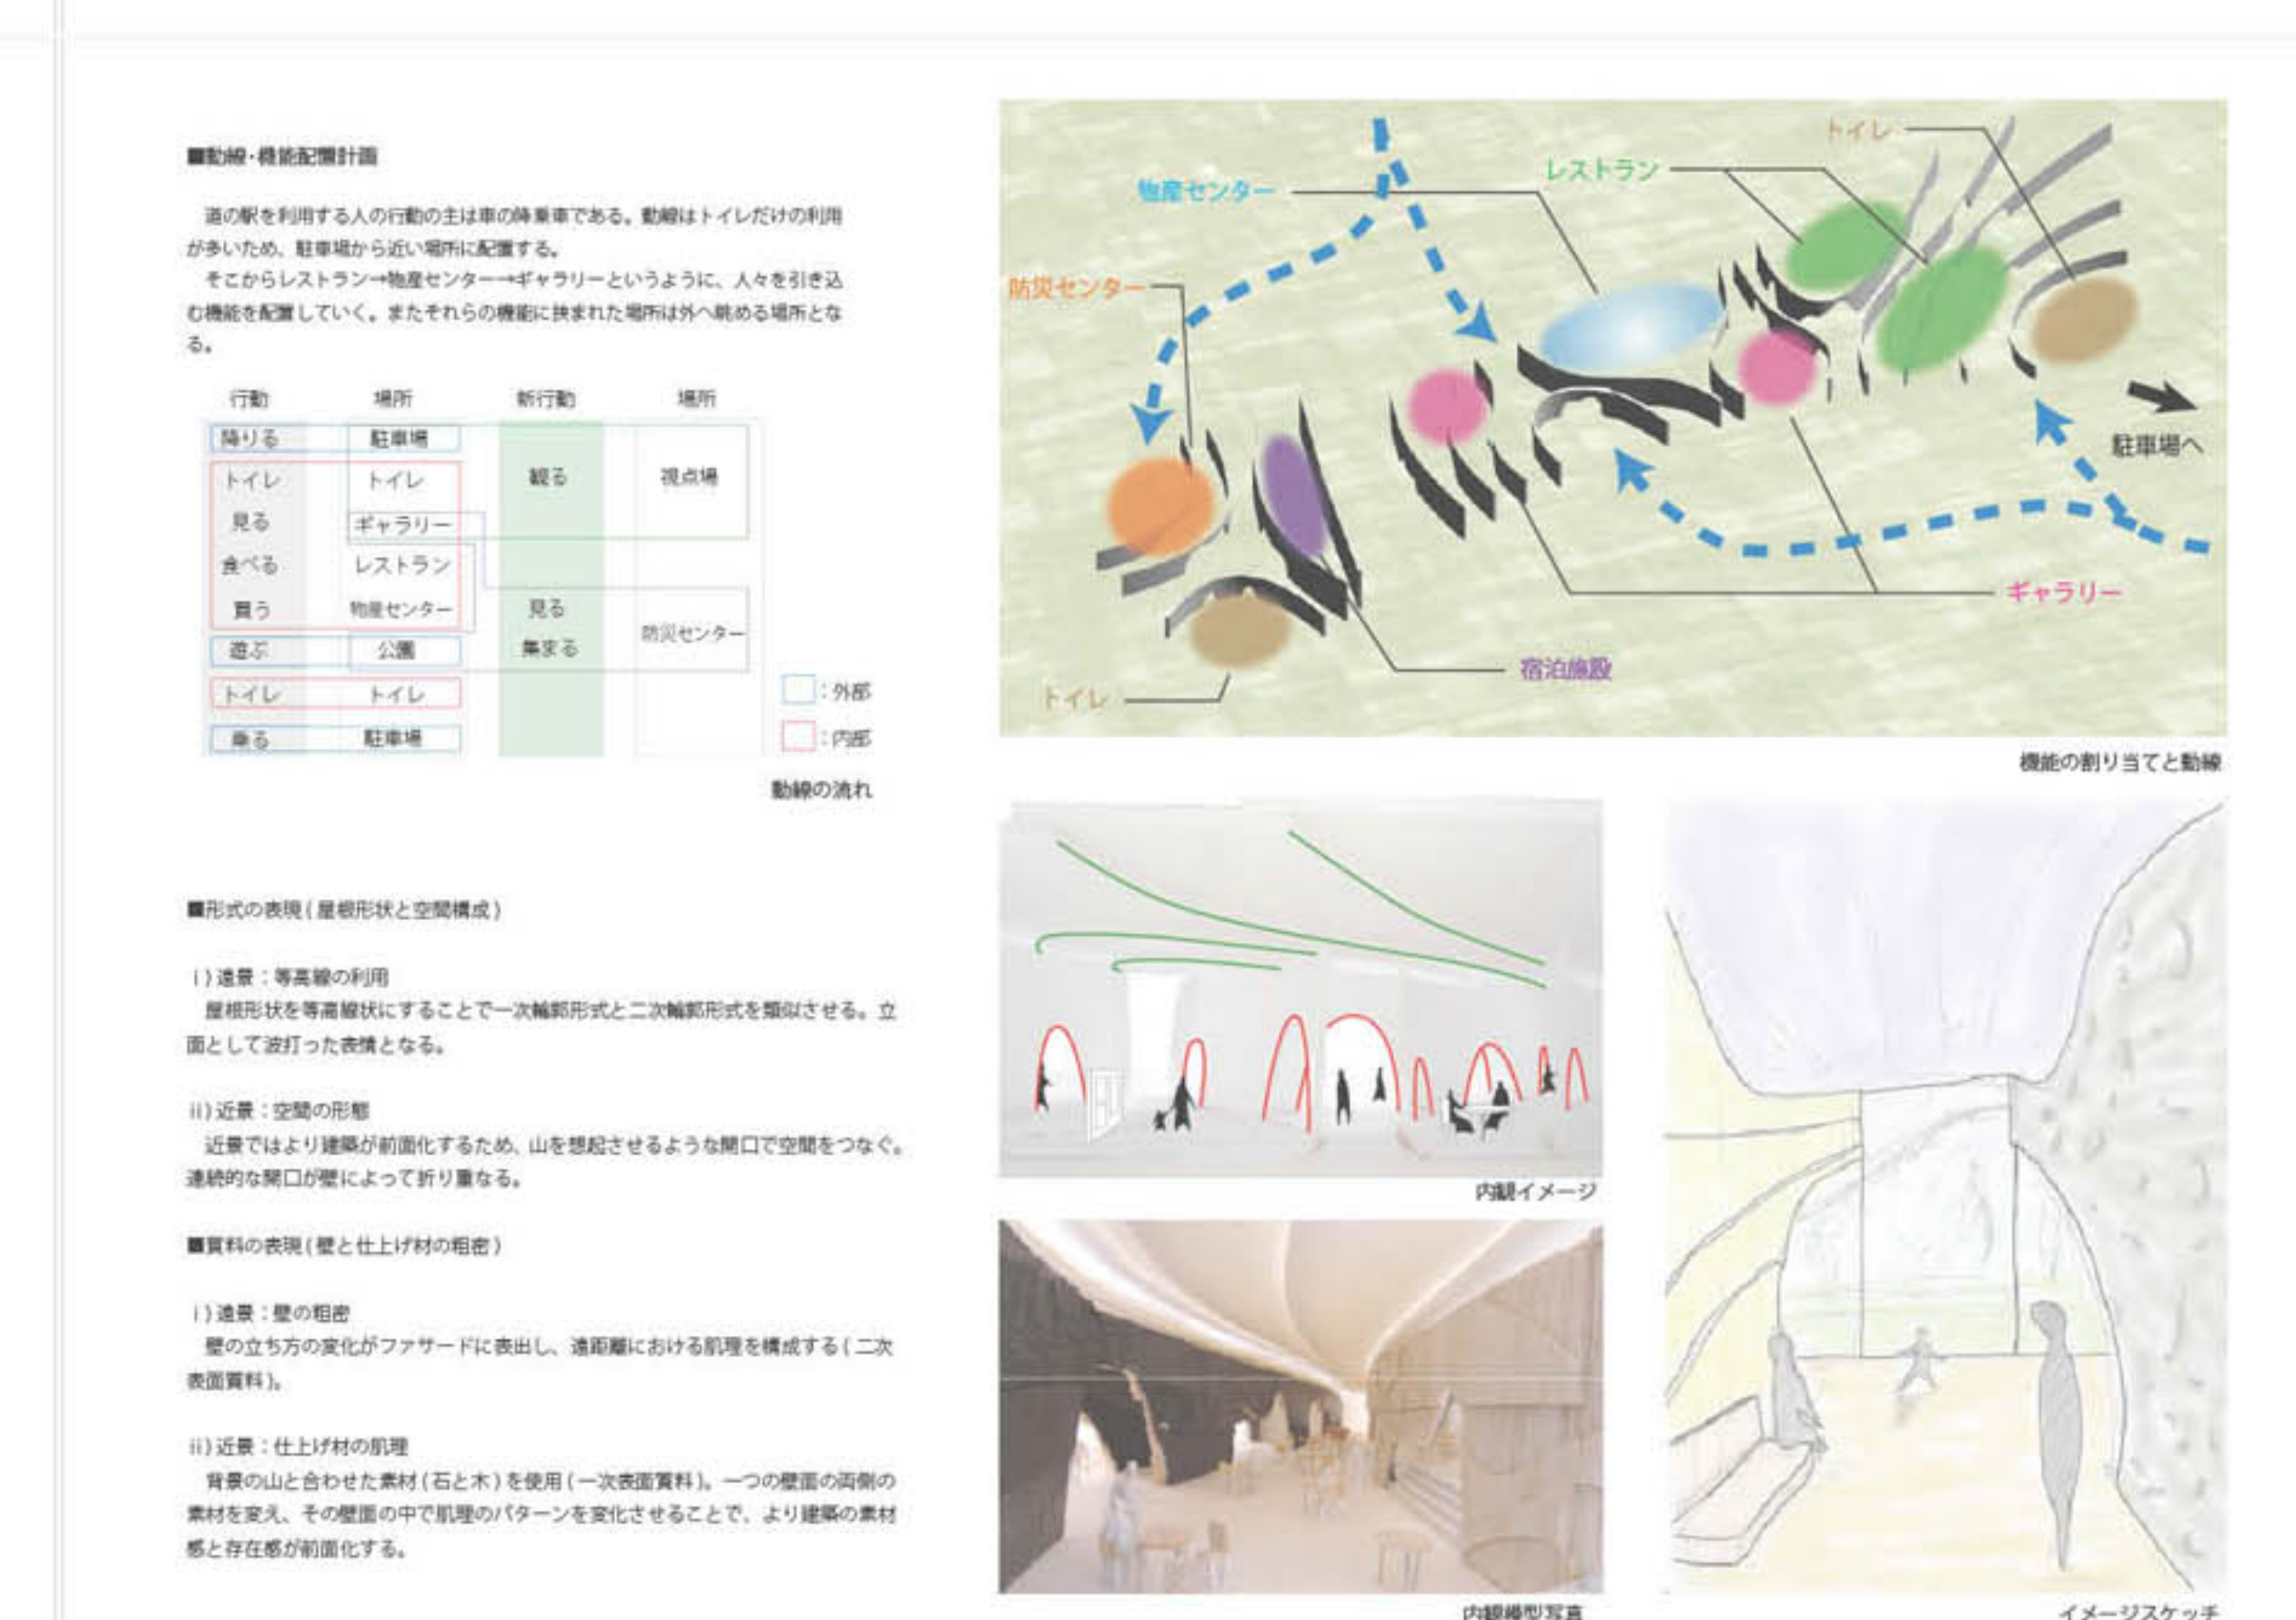 ■動線・機能配置計画
道の駅を利用する人の行動の主は車の降乗車である。動線はトイレだけの利用
が多いため、駐車場から近い場所に配置する。
そこからレストラン→物産センター→ギャラリーというように、人々を引き込
む機能を配置していく。またそれらの機能に挟まれた場所は外へ眺める場所とな
る。
行動 場所 新行動 場所
降りる 駐車場
トイレ トイレ 観る 視点場
見る ギャラリー
食べる レストラン
買う 物産センター 見る
防災センター
遊ぶ 公園 集まる
トイレ トイレ
乗る 駐車場
：外部
：内部
動線の流れ
■形式の表現(屋根形状と空間構成)
i)遠景：等高線の利用
屋根形状を等高線状にすることで一次輪郭形式と二次輪郭形式を類似させる。立
面として波打った表情となる。
ii)近景：空間の形態
近景ではより建築が前面化するため、山を想起させるような開口で空間をつなぐ。
連続的な開口が壁によって折り重なる。
■質料の表現(壁と仕上げ材の粗密)
i)遠景：壁の粗密
壁の立ち方の変化がファサードに表出し、遠距離における肌理を構成する(二次
表面質料)。
ii)近景：仕上げ材の肌理
背景の山と合わせた素材(石と木)を使用(一次表面質料)。一つの壁面の両側の
素材を変え、その壁面の中で肌理のパターンを変化させることで、より建築の素材
感と存在感が前面化する。
トイレ
レストラン
物産センター
防災センター
駐車場へ
ギャラリー
宿泊施設
トイレ
機能の割り当てと動線
内観イメージ
内観模型写真
イメージスケッチ